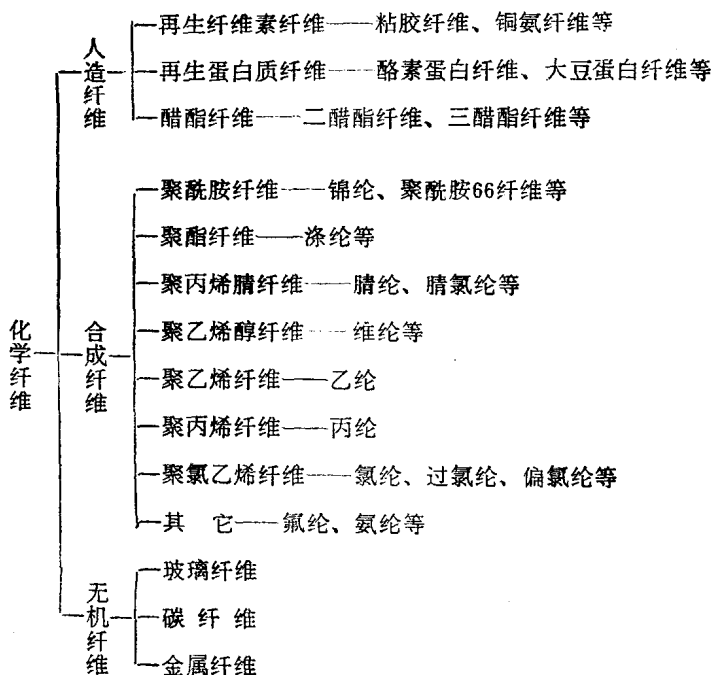 化学纤维
人造纤维
再生纤维素纤维——粘胶纤维、铜氨纤维等
再生蛋白质纤维——酪素蛋白纤维、大豆蛋白纤维等
醋酯纤维——二醋酯纤维、三醋酯纤维等
合成纤维
聚酰胺纤维——锦纶、聚酰胺66纤维等
聚酯纤维——涤纶等
聚丙烯腈纤维——腈纶、腈氯纶等
聚乙烯醇纤维——维纶等
聚乙烯纤维——乙纶
聚丙烯纤维——丙纶
聚氯乙烯纤维——氯纶、过氯纶、偏氯纶等
其 它——氟纶、氨纶等
无机纤维
玻璃纤维
碳 纤 维
金属纤维